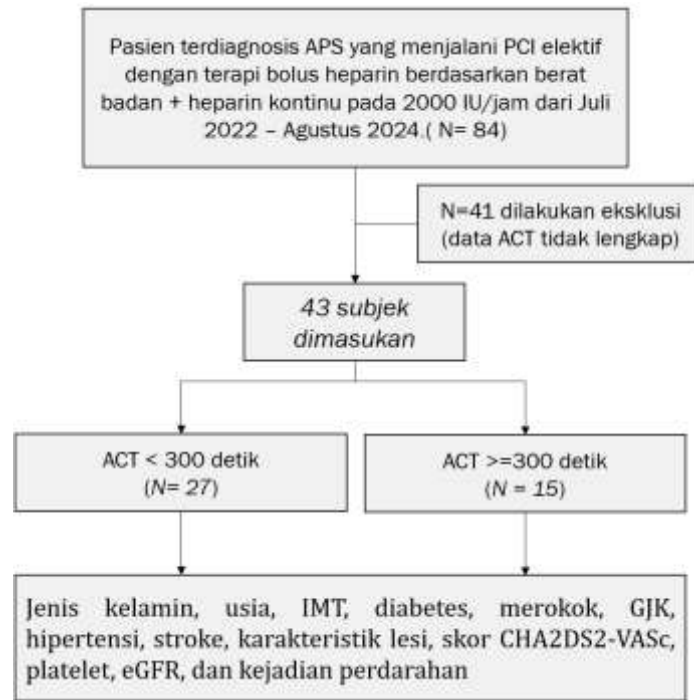 Pasien terdiagnosis APS yang menjalani PCI elektif
dengan terapi bolus heparin berdasarkan berat
badan + heparin kontinu pada 2000 IU/jam dari Juli
2022 – Agustus 2024.( N= 84)
N=41 dilakukan eksklusi
(data ACT tidak lengkap)
43 subjek
dimasukan
ACT < 300 detik
(N= 27)
ACT >=300 detik
(N = 15)
Jenis kelamin, usia, IMT, diabetes, merokok, GJK,
hipertensi, stroke, karakteristik lesi, skor CHA2DS2-VASc,
platelet, eGFR, dan kejadian perdarahan